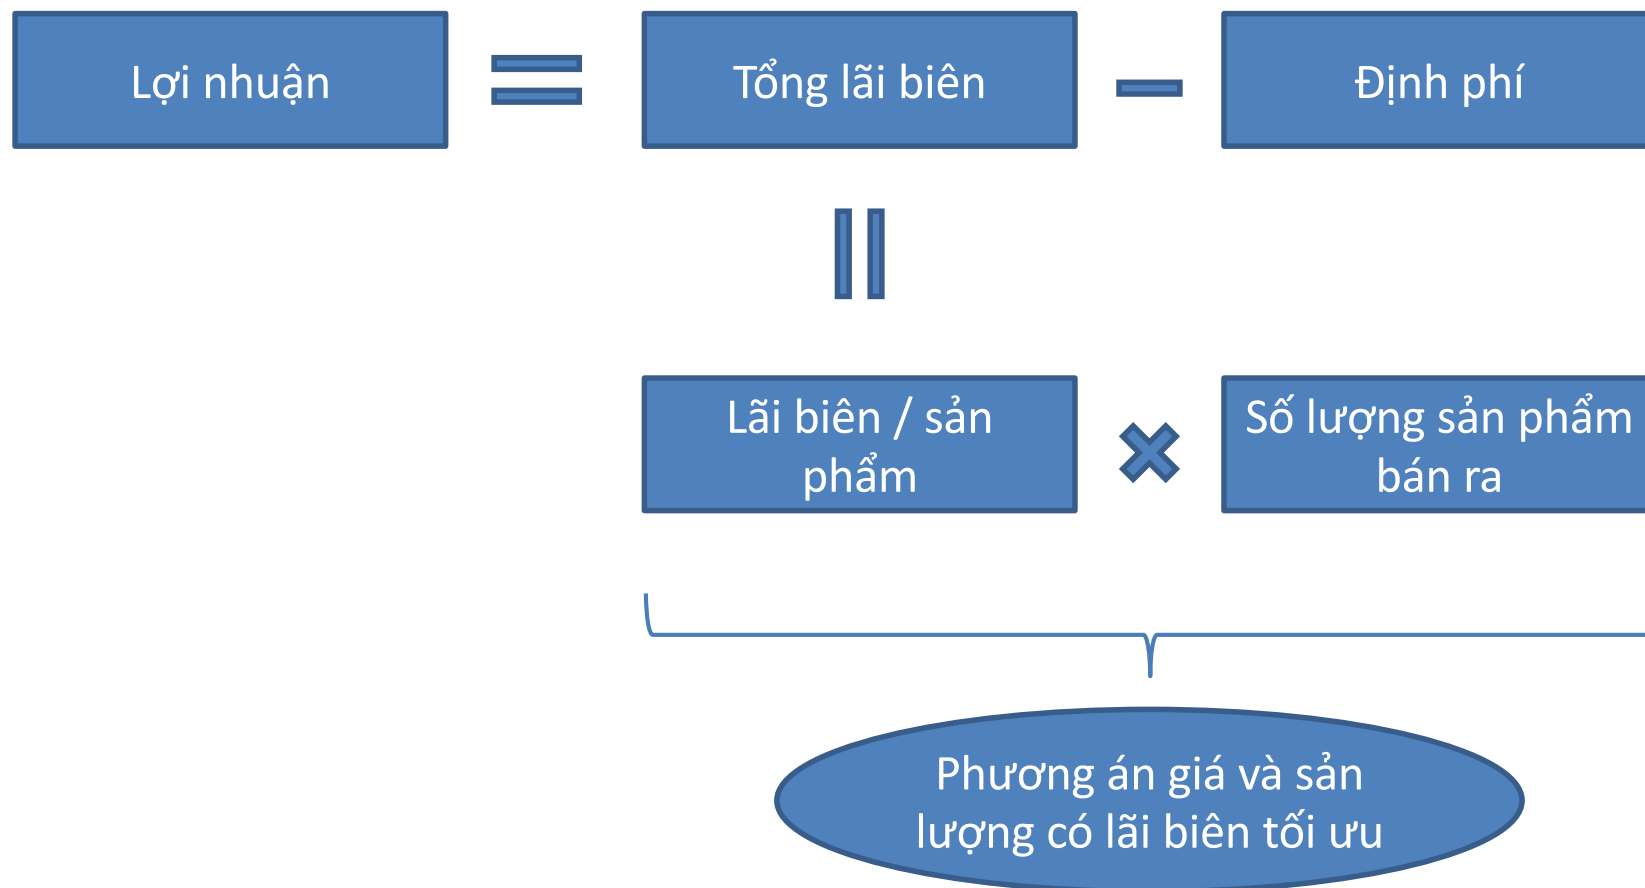 Lợi nhuận
Tổng lãi biên
Định phí
Lãi biên / sản
phẩm
Số lượng sản phẩm
bán ra
Phương án giá và sản
lượng có lãi biên tối ưu